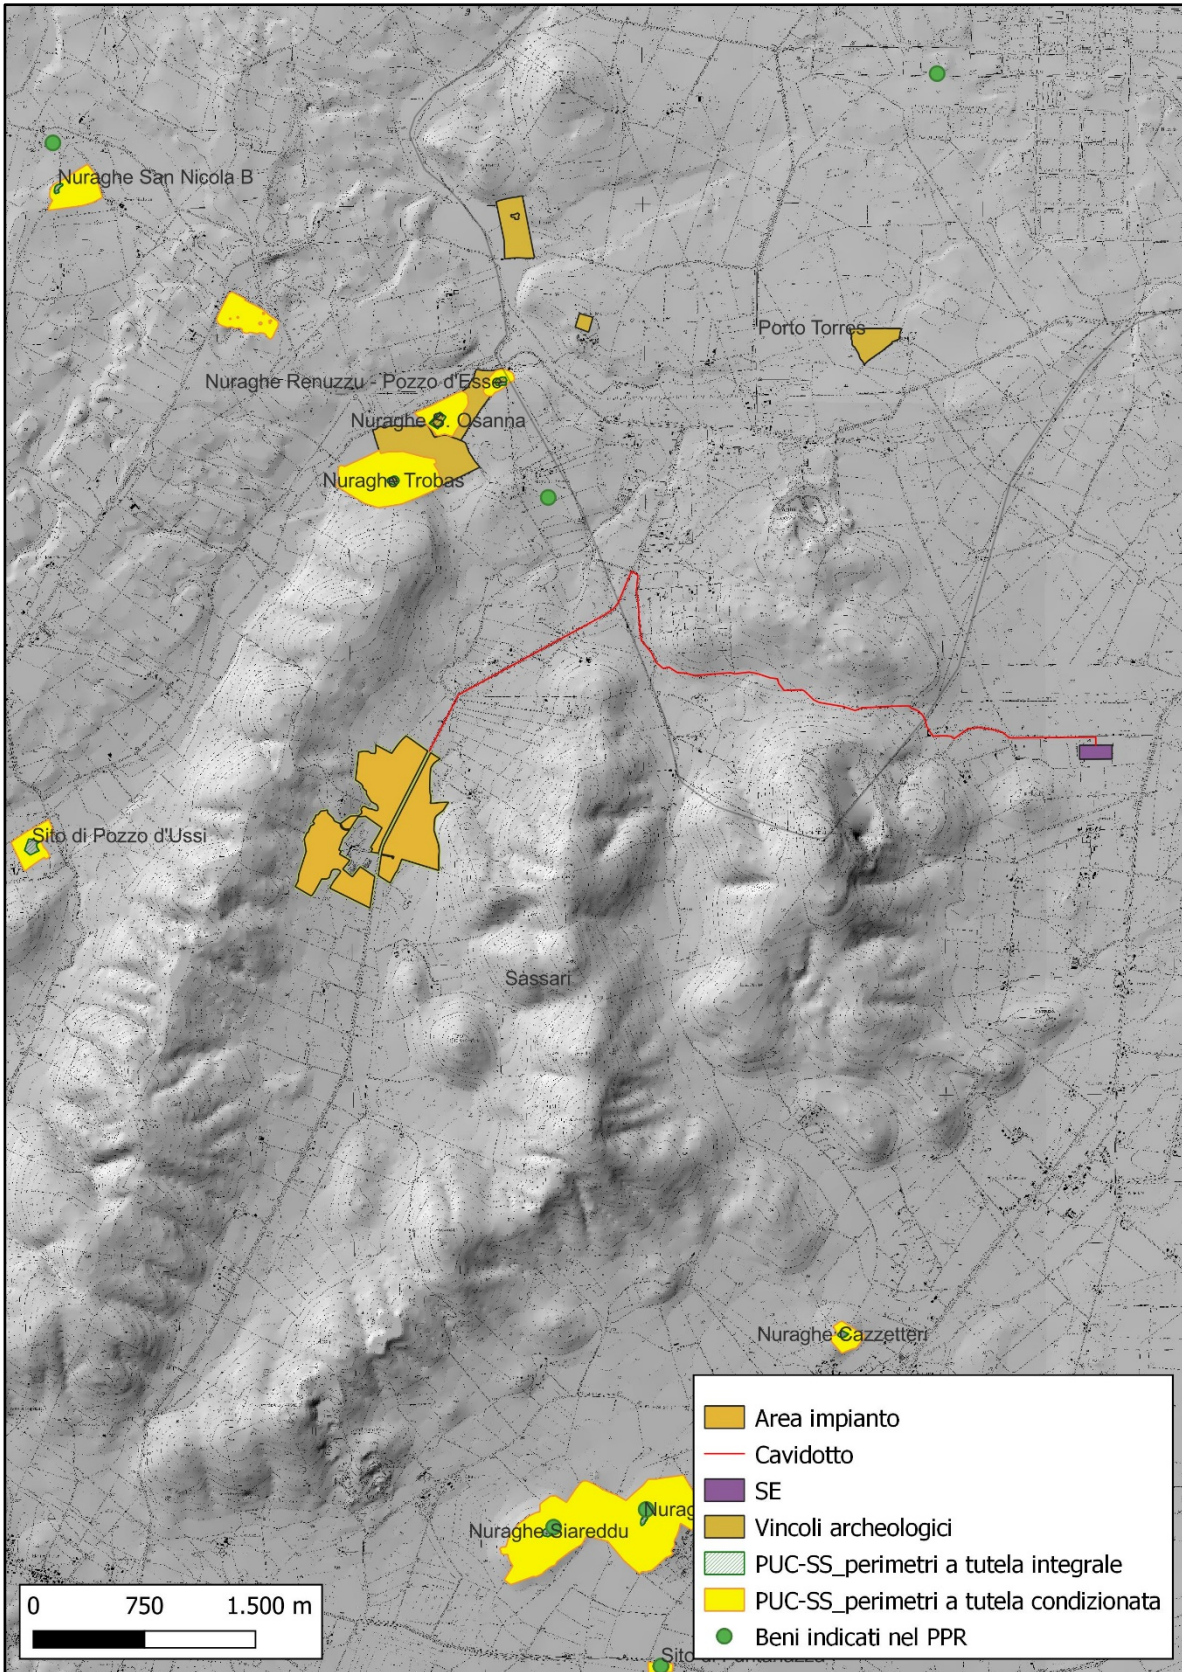 Nuraghe San Nicola B
Porto Torres
Nuraghe Renuzzu - Pozzo d'Esse
Nuraghe S. Osanna
Nuraghe Trobas
Sito di Pozzo d'Ussi
Sassari
Nuraghe Cazzetteri
Nurag
Nuraghe Siareddu
Area impianto
Cavidotto
SE
Vincoli archeologici
PUC-SS_perimetri a tutela integrale
PUC-SS_perimetri a tutela condizionata
Beni indicati nel PPR
0 750 1.500 m